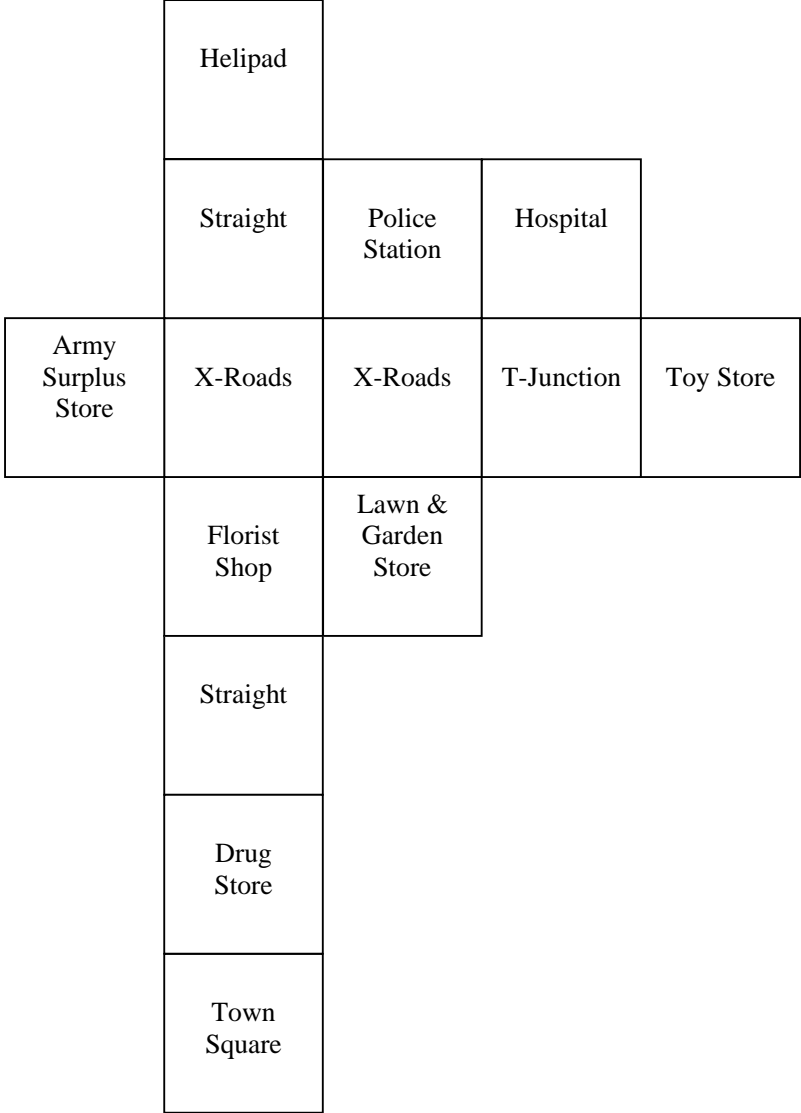 Helipad
Straight
Police
Station
Hospital
Army
Surplus
Store
X-Roads
X-Roads
T-Junction
Toy Store
Florist
Shop
Lawn &
Garden
Store
Straight
Drug
Store
Town
Square